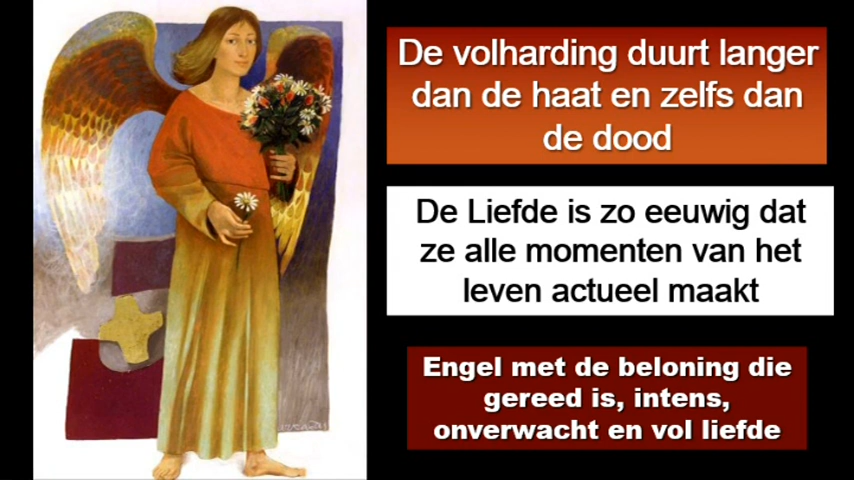 De volharding duurt langer
dan de haat en zelfs dan
de dood
De Liefde is zo eeuwig dat
ze alle momenten van het
leven actueel maakt
Engel met de beloning die
gereed is, intens,
onverwacht en vol liefde